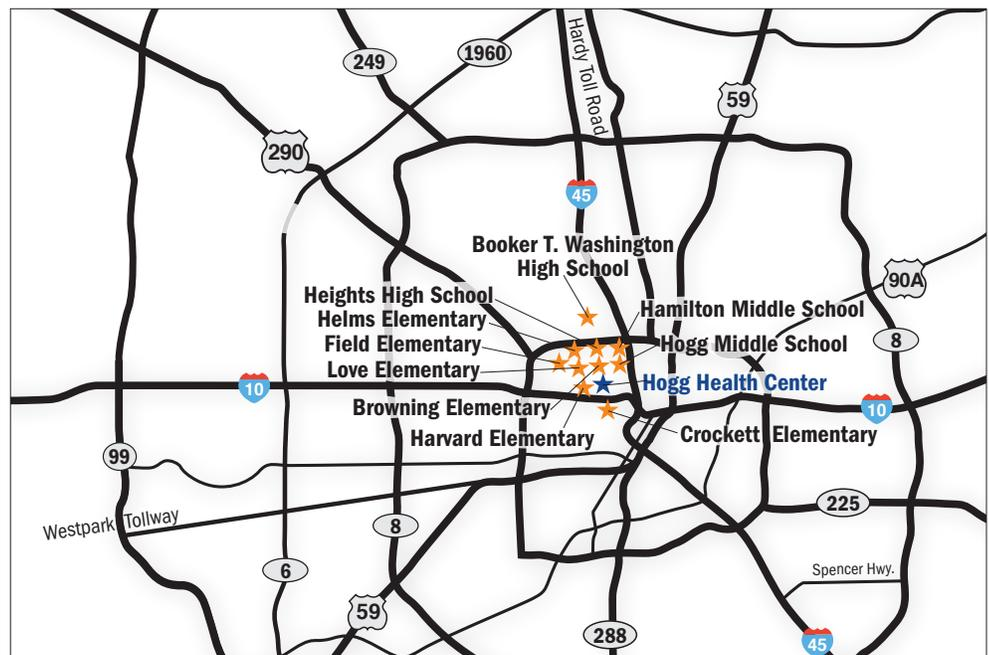 249
1960
Hardy Toll Road
59
290
45
Booker T. Washington
High School
90A
Heights High School
Hamilton Middle School
Helms Elementary
Field Elementary
Hogg Middle School
8
Love Elementary
10
Hogg Health Center
Browning Elementary
10
Harvard Elementary
Crockett Elementary
99
225
Westpark Tollway
8
6
Spencer Hwy.
59
288
45